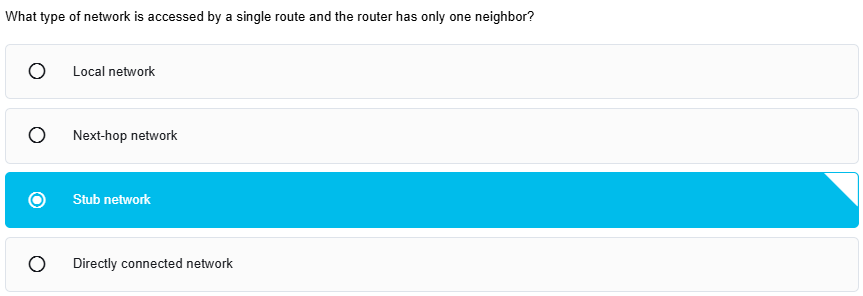 What type of network is accessed by a single route and the router has only one neighbor?
Local network
Next-hop network
Stub network
Directly connected network